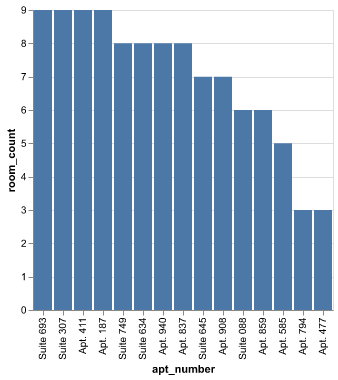 room_count
9
8
7
6
5
4
3
2
1
0
Suite 693
Suite 307
Apt. 411
Apt. 187
Suite 749
Suite 634
Apt. 940
Apt. 837
Suite 645
Apt. 908
Suite 088
Apt. 859
Apt. 585
Apt. 794
Apt. 477
apt_number